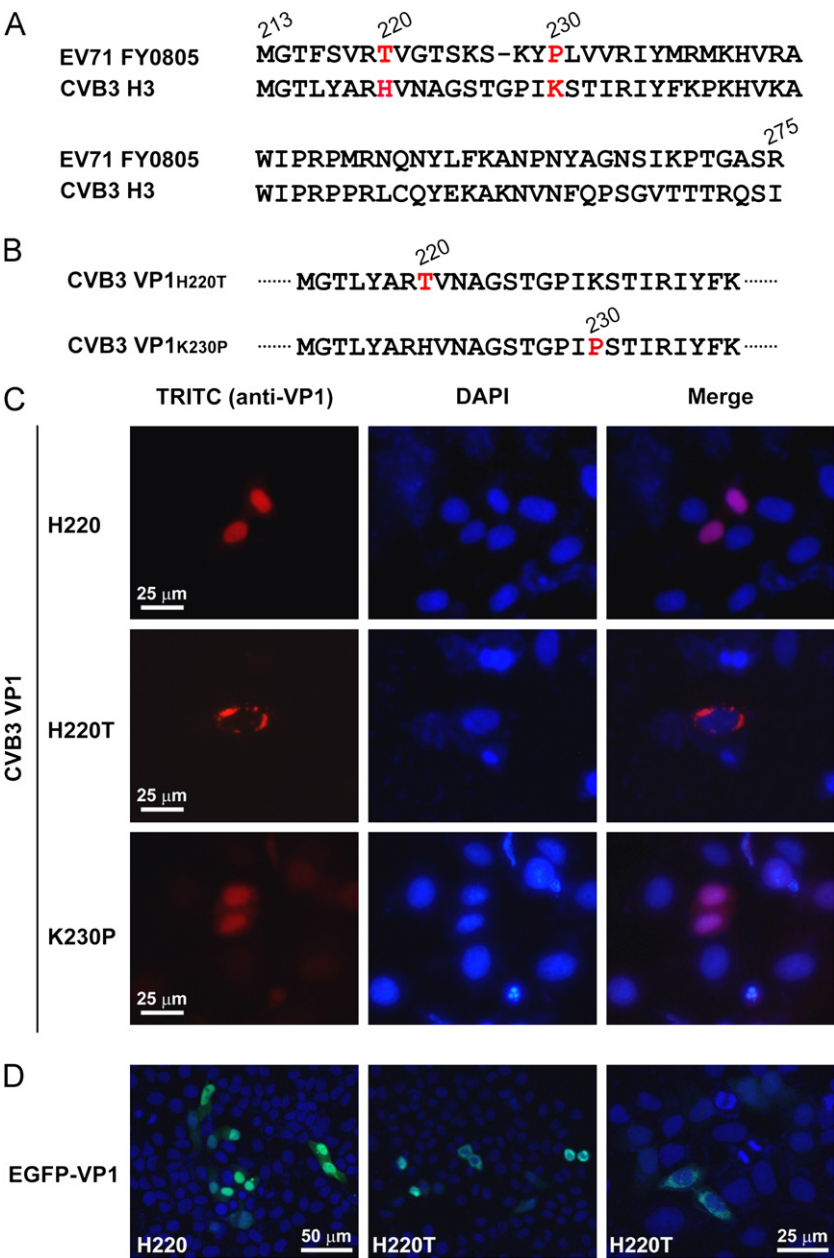 A
213 220 230
EV71 FY0805 MGTFSVRTVGTSKS-KYPLVVRIYMRMKHVRA
CVB3 H3 MGTLYARHVNAGSTGPIKSTIRIYFKPKHVKA
275
EV71 FY0805 WIPRPMRNQNYLFKANPNYAGNSIKPTGASR
CVB3 H3 WIPRPPRLCQYEKAKNVNFQPSGVTTTRQSI
B
220
CVB3 VP1H220T ······ MGTLYARTVNAGSTGPIKSTIRIYFK ······
230
CVB3 VP1K230P ······ MGTLYARHVNAGSTGPIPSTIRIYFK ······
C
TRITC (anti-VP1) DAPI Merge
CVB3 VP1
H220
25 μm
H220T
25 μm
K230P
25 μm
D
EGFP-VP1
H220 50 μm H220T H220T 25 μm